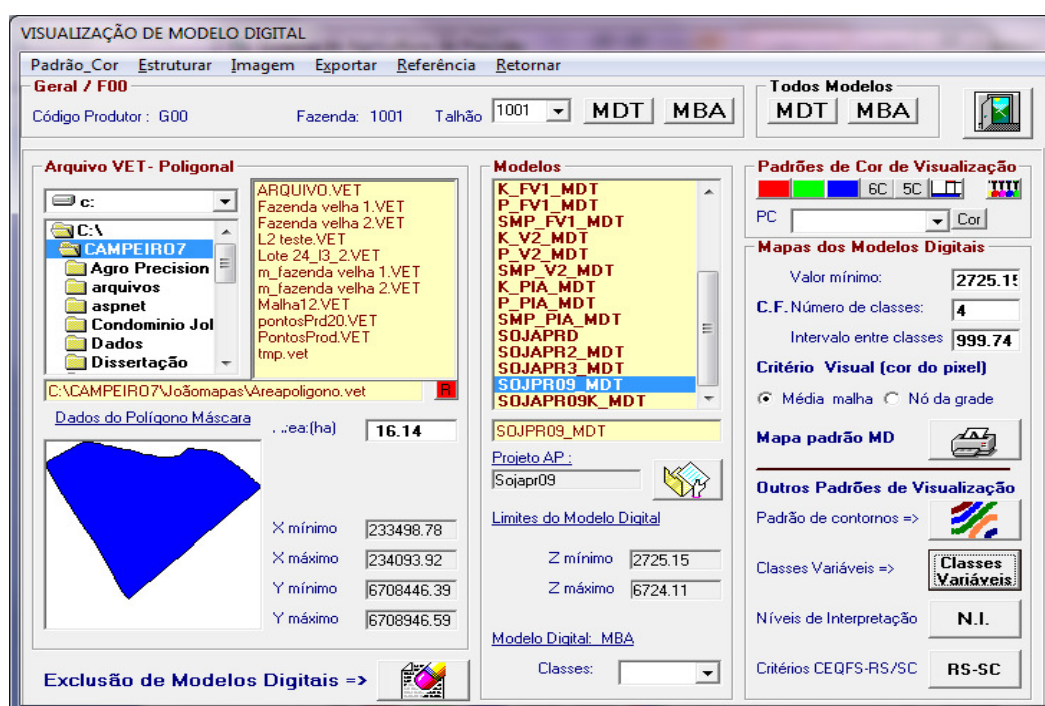 VISUALIZAÇÃO DE MODELO DIGITAL
Padrão_Cor Estruturar Imagem Exportar Referência Retornar
Geral / F00
Código Produtor : G00 Fazenda: 1001 Talhão 1001 MDT MBA
Todos Modelos
MDT MBA
Arquivo VET- Poligonal
c:
C:\
CAMPEIRO7
Agro Precision
arquivos
aspnet
Condominio Jol
Dados
Dissertação
ARQUIVO.VET
Fazenda velha 1.VET
Fazenda velha 2.VET
L2 teste.VET
Lote 24_I3_2.VET
m_fazenda velha 1.VET
m_fazenda velha 2.VET
Malha12.VET
pontosPrd20.VET
PontosProd.VET
tmp.vet
C:\CAMPEIRO7\Joãomapas\Areapoligono.vet R
Dados do Polígono Máscara
.ea:(ha) 16.14
X mínimo 233498.78
X máximo 234093.92
Y mínimo 6708446.39
Y máximo 6708946.59
Exclusão de Modelos Digitais =>
Modelos
K_FV1_MDT
P_FV1_MDT
SMP_FV1_MDT
K_V2_MDT
P_V2_MDT
SMP_V2_MDT
K_PIA_MDT
P_PIA_MDT
SMP_PIA_MDT
SOJAPRD
SOJAPR2_MDT
SOJAPR3_MDT
SOJPR09_MDT
SOJAPR09K_MDT
SOJPR09_MDT
Projeto AP :
Sojapr09
Limites do Modelo Digital
Z mínimo 2725.15
Z máximo 6724.11
Modelo Digital: MBA
Classes:
Padrões de Cor de Visualização
6C 5C
PC Cor
Mapas dos Modelos Digitais
Valor mínimo: 2725.15
C.F. Número de classes: 4
Intervalo entre classes 999.74
Critério Visual (cor do pixel)
Média malha Nó da grade
Mapa padrão MD
Outros Padrões de Visualização
Padrão de contornos =>
Classes Variáveis => Classes Variáveis
Níveis de Interpretação N.I.
Critérios CEQFS-RS/SC RS-SC